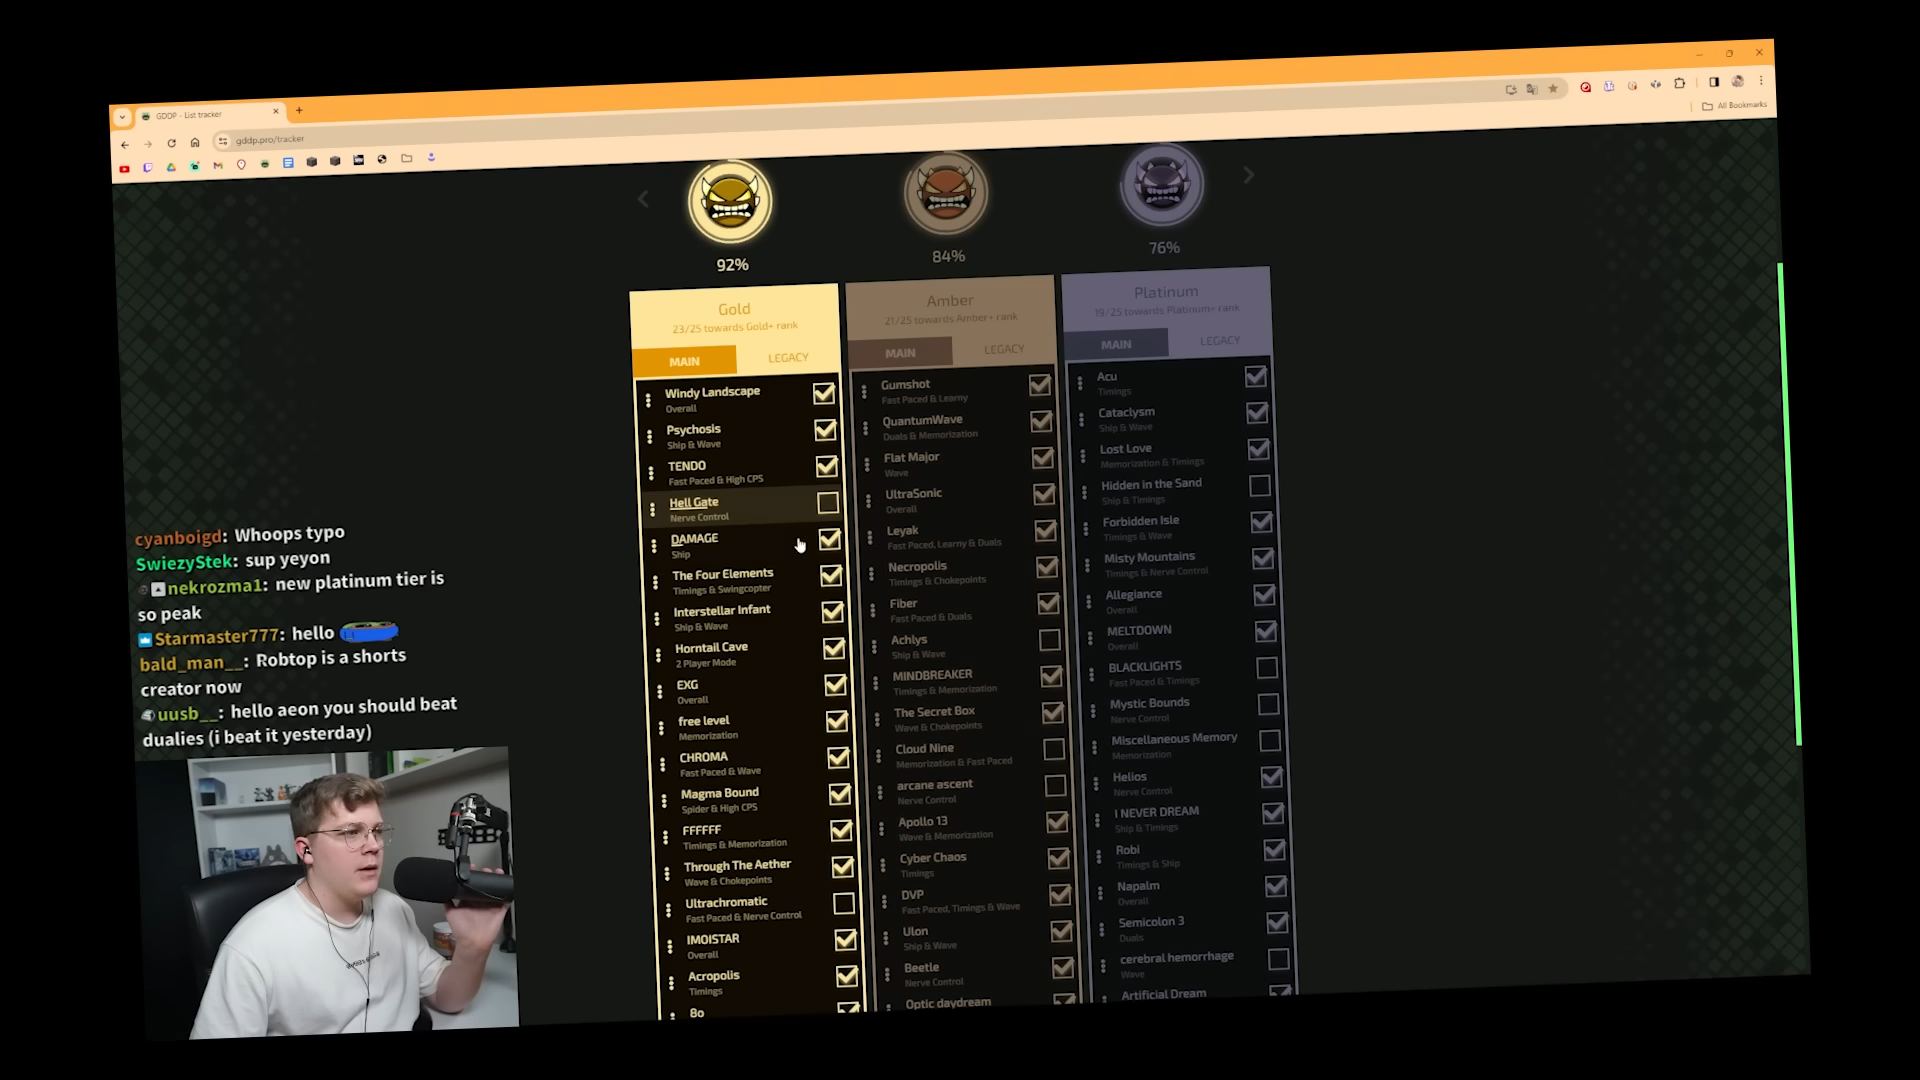 GDDP - List tracker
gddp.pro/tracker
All Bookmarks
92%
84%
76%
Gold
23/25 towards Gold+ rank
MAIN
LEGACY
Windy Landscape
Overall
Psychosis
Ship & Wave
TENDO
Fast Paced & High CPS
Hell Gate
Nerve Control
DAMAGE
Ship
The Four Elements
Timings & Swingcopter
Interstellar Infant
Ship & Wave
Horntail Cave
2 Player Mode
EXG
Overall
free level
Memorization
CHROMA
Fast Paced & Wave
Magma Bound
Spider & High CPS
FFFFFF
Timings & Memorization
Through The Aether
Wave & Chokepoints
Ultrachromatic
Fast Paced & Nerve Control
IMOISTAR
Overall
Acropolis
Timings
8o
Amber
21/25 towards Amber+ rank
MAIN
LEGACY
Gumshot
Fast Paced & Learny
QuantumWave
Duals & Memorization
Flat Major
Wave
UltraSonic
Overall
Leyak
Fast Paced, Learny & Duals
Necropolis
Timings & Chokepoints
Fiber
Fast Paced & Duals
Achlys
Ship & Wave
MINDBREAKER
Timings & Memorization
The Secret Box
Wave & Chokepoints
Cloud Nine
Memorization & Fast Paced
arcane ascent
Nerve Control
Apollo 13
Wave & Memorization
Cyber Chaos
Timings
DVP
Fast Paced, Timings & Wave
Ulon
Ship & Wave
Beetle
Nerve Control
Optic daydream
Platinum
19/25 towards Platinum+ rank
MAIN
LEGACY
Acu
Timings
Cataclysm
Ship & Wave
Lost Love
Memorization & Timings
Hidden in the Sand
Ship & Timings
Forbidden Isle
Timings & Wave
Misty Mountains
Timings & Nerve Control
Allegiance
Overall
MELTDOWN
Overall
BLACKLIGHTS
Fast Paced & Timings
Mystic Bounds
Nerve Control
Miscellaneous Memory
Memorization
Helios
Nerve Control
I NEVER DREAM
Ship & Timings
Robi
Timings & Ship
Napalm
Overall
Semicolon 3
Duals
cerebral hemorrhage
Wave
Artificial Dream
cyanboigd: Whoops typo
SwiezyStek: sup yeyon
nekrozma1: new platinum tier is
so peak
Starmaster777: hello
bald_man__: Robtop is a shorts
creator now
uusb__: hello aeon you should beat
dualies (i beat it yesterday)